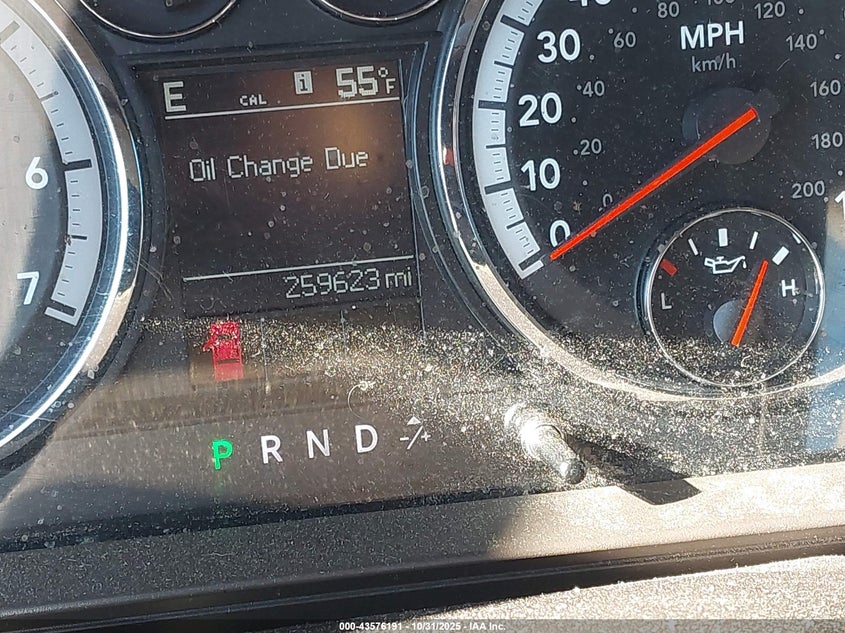 E CAL i 55°F
Oil Change Due
259623 mi
P R N D -/+
6
7
MPH
km/h
0 10 20 30
0 20 40 60 80 100 120 140 160 180 200
L H
000-43576191 - 10/31/2025 - IAA Inc.